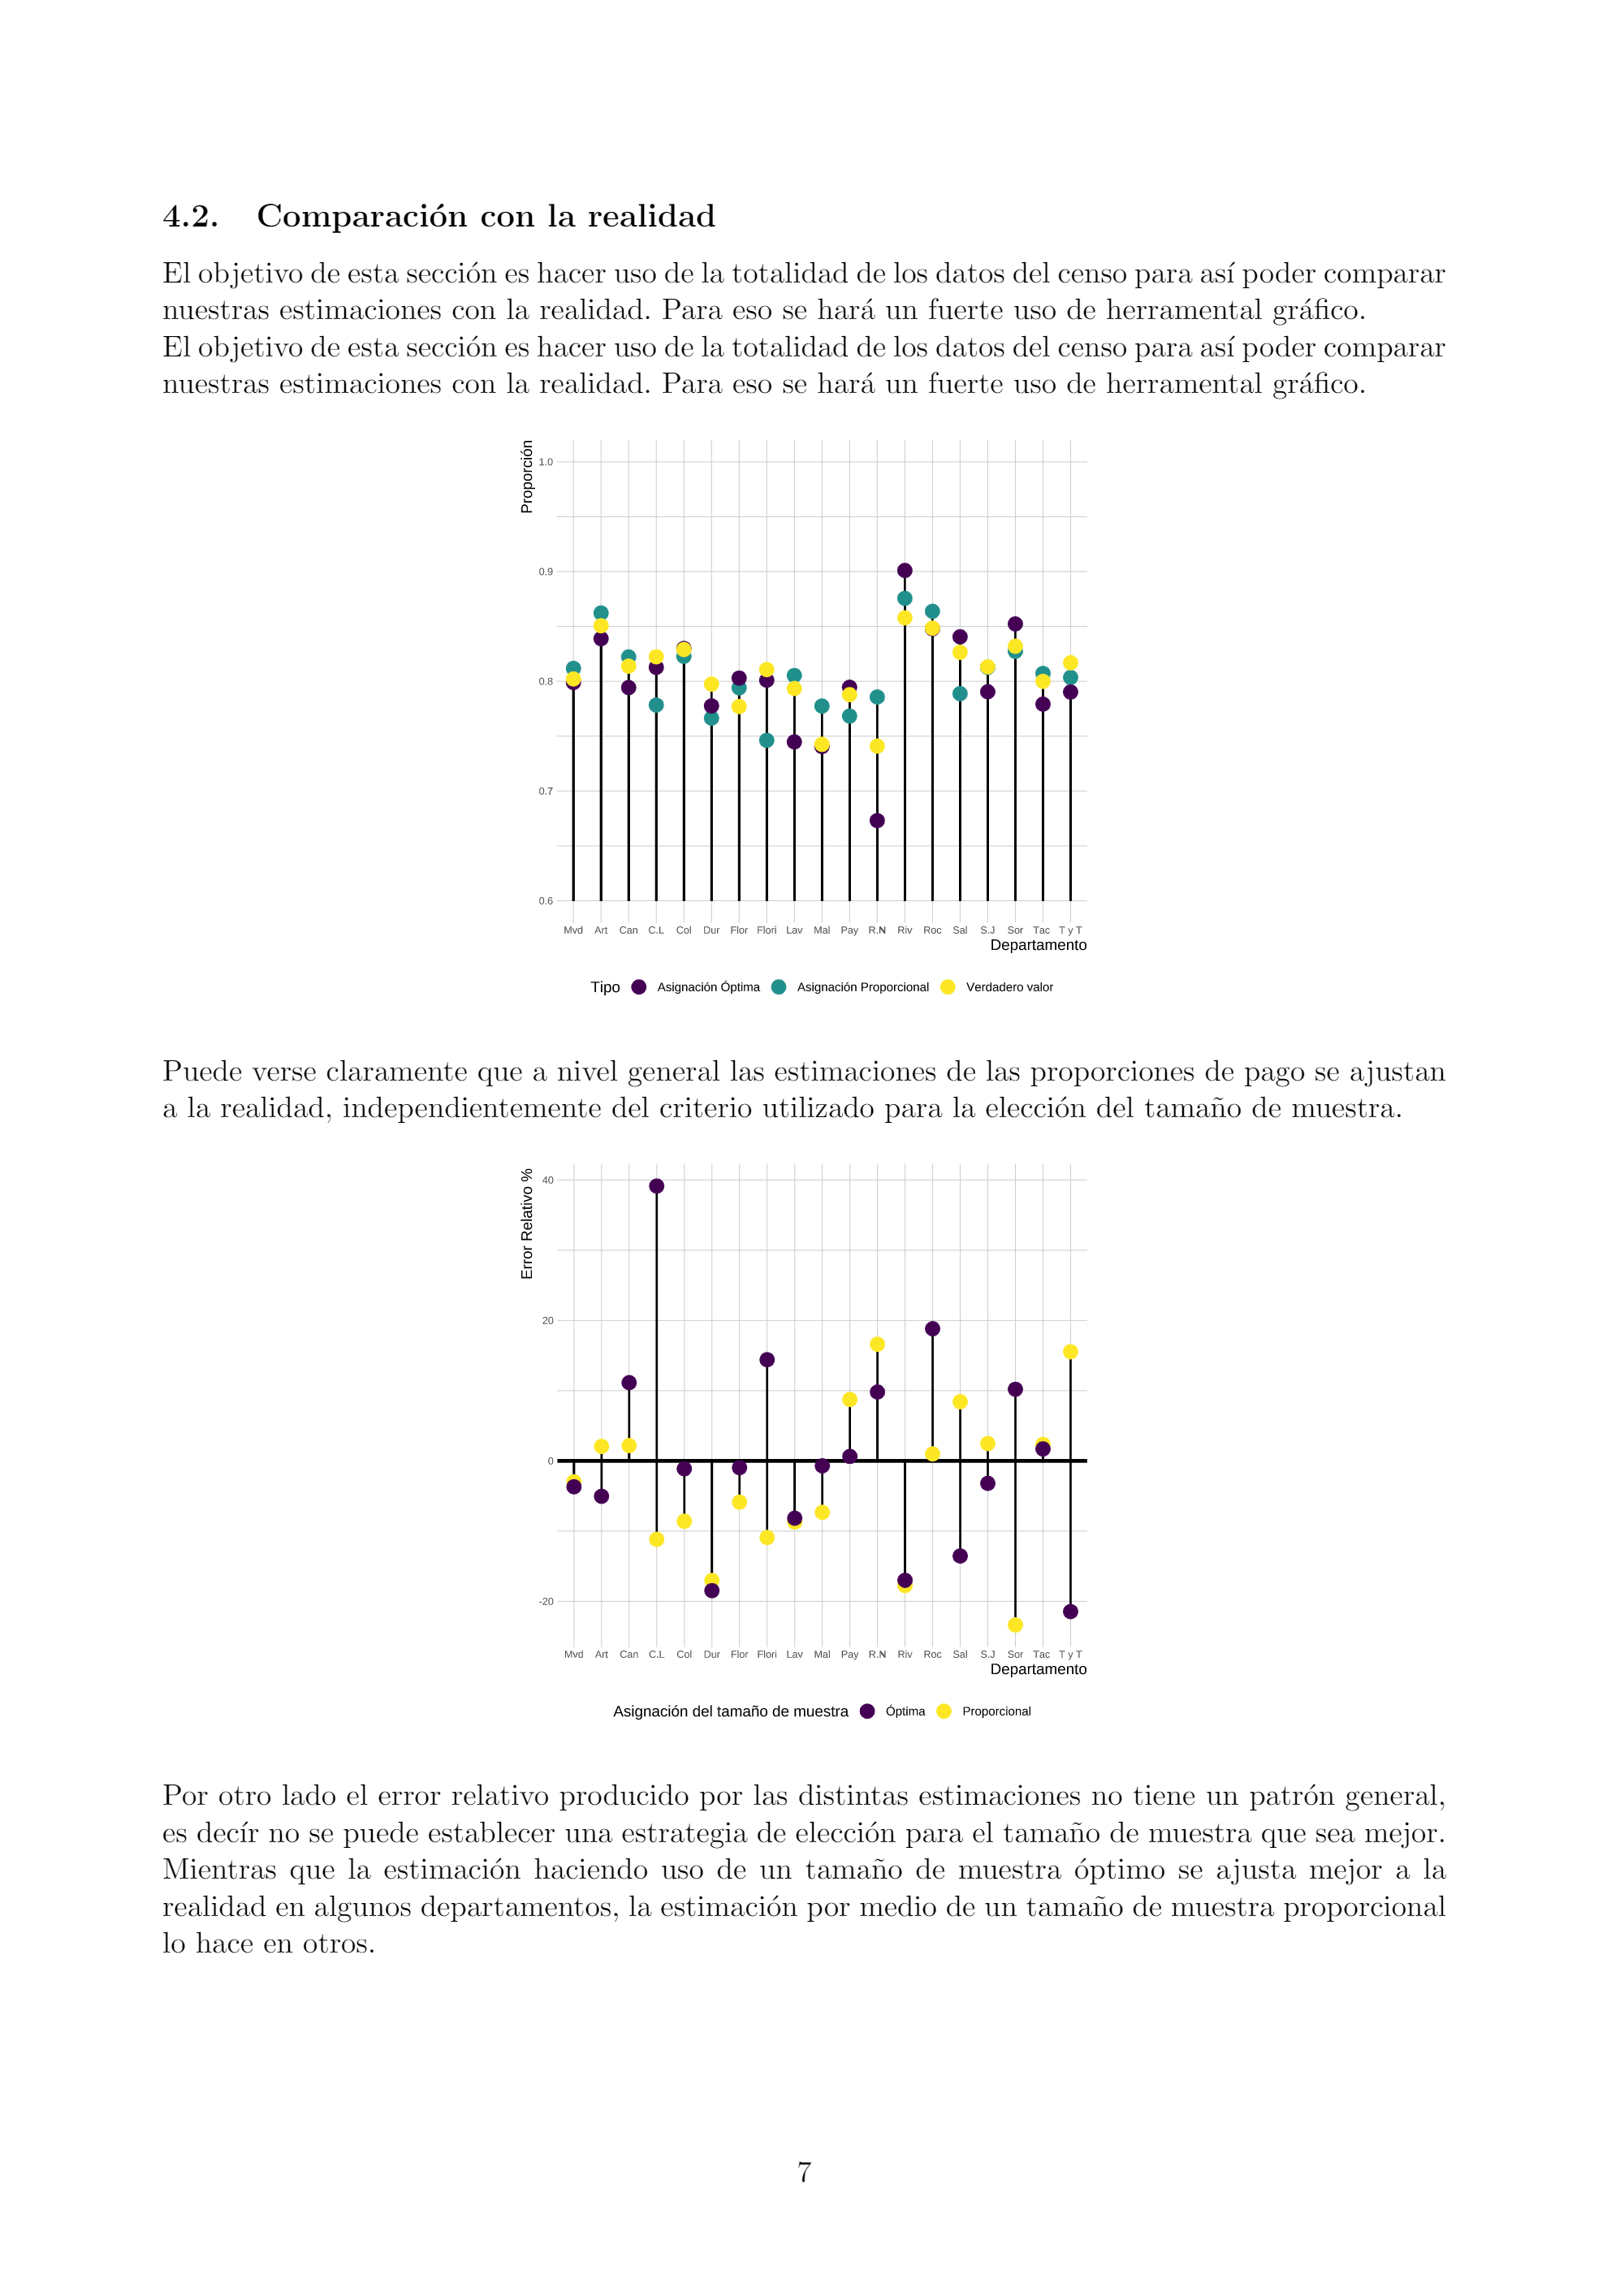 4.2. Comparación con la realidad
El objetivo de esta sección es hacer uso de la totalidad de los datos del censo para así poder comparar
nuestras estimaciones con la realidad. Para eso se hará un fuerte uso de herramental gráfico.
El objetivo de esta sección es hacer uso de la totalidad de los datos del censo para así poder comparar
nuestras estimaciones con la realidad. Para eso se hará un fuerte uso de herramental gráfico.
Proporción
1.0
0.9
0.8
0.7
0.6
Mvd Art Can C.L Col Dur Flor Flori Lav Mal Pay R.N Riv Roc Sal S.J Sor Tac T y T
Departamento
Tipo Asignación Óptima Asignación Proporcional Verdadero valor
Puede verse claramente que a nivel general las estimaciones de las proporciones de pago se ajustan
a la realidad, independientemente del criterio utilizado para la elección del tamaño de muestra.
Error Relativo %
40
20
0
-20
Mvd Art Can C.L Col Dur Flor Flori Lav Mal Pay R.N Riv Roc Sal S.J Sor Tac T y T
Departamento
Asignación del tamaño de muestra Óptima Proporcional
Por otro lado el error relativo producido por las distintas estimaciones no tiene un patrón general,
es decír no se puede establecer una estrategia de elección para el tamaño de muestra que sea mejor.
Mientras que la estimación haciendo uso de un tamaño de muestra óptimo se ajusta mejor a la
realidad en algunos departamentos, la estimación por medio de un tamaño de muestra proporcional
lo hace en otros.
7